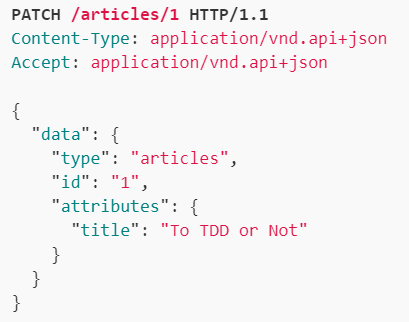 PATCH /articles/1 HTTP/1.1
Content-Type: application/vnd.api+json
Accept: application/vnd.api+json
{
"data": {
"type": "articles",
"id": "1",
"attributes": {
"title": "To TDD or Not"
}
}
}